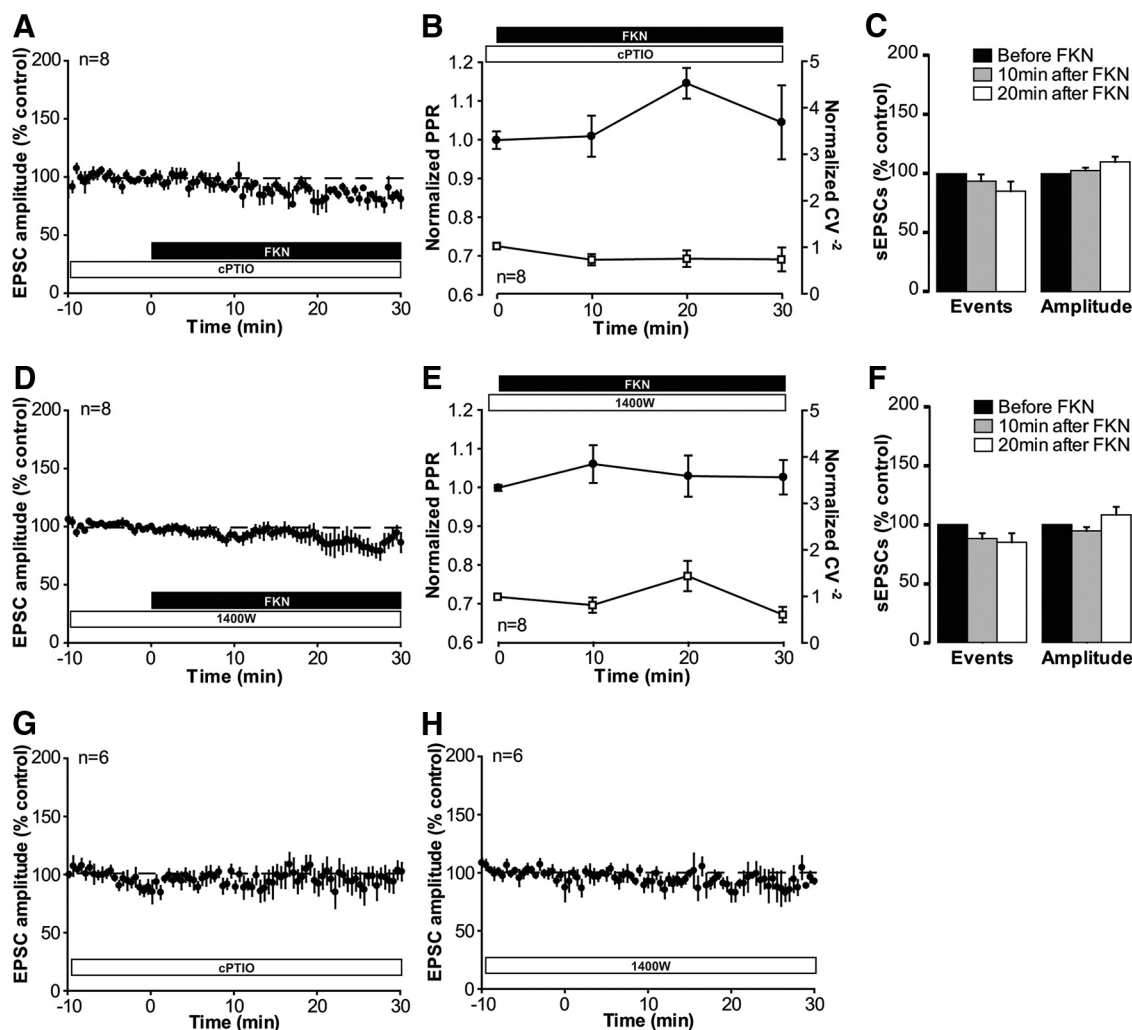 A
EPSC amplitude (% control)
200
150
100
50
0
n=8
FKN
cPTIO
-10 0 10 20 30
Time (min)
B
FKN
cPTIO
Normalized PPR
1.2
1.1
1.0
0.9
0.8
0.7
0.6
5
4
3
2
1
0
Normalized CV -2
n=8
0 10 20 30
Time (min)
C
sEPSCs (% control)
200
150
100
50
0
Before FKN
10min after FKN
20min after FKN
Events Amplitude
D
EPSC amplitude (% control)
200
150
100
50
0
n=8
FKN
1400W
-10 0 10 20 30
Time (min)
E
FKN
1400W
Normalized PPR
1.2
1.1
1.0
0.9
0.8
0.7
0.6
5
4
3
2
1
0
Normalized CV -2
n=8
0 10 20 30
Time (min)
F
sEPSCs (% control)
200
150
100
50
0
Before FKN
10min after FKN
20min after FKN
Events Amplitude
G
EPSC amplitude (% control)
200
150
100
50
0
n=6
cPTIO
-10 0 10 20 30
Time (min)
H
EPSC amplitude (% control)
200
150
100
50
0
n=6
1400W
-10 0 10 20 30
Time (min)